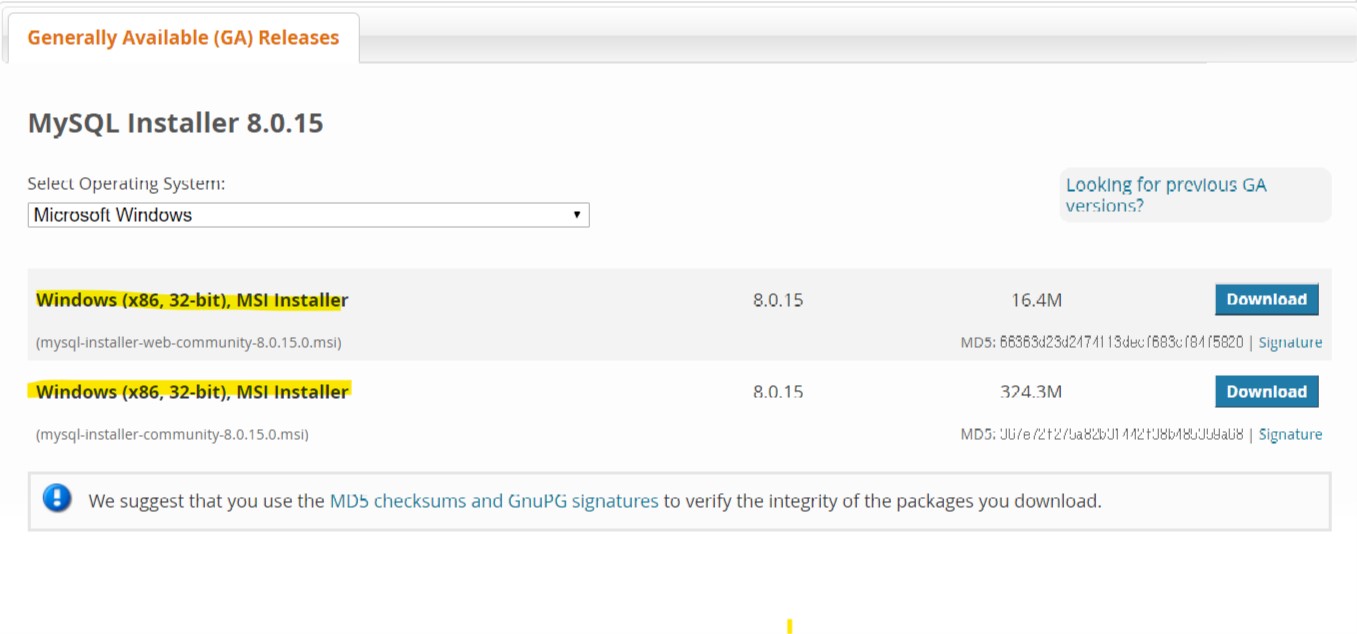 Generally Available (GA) Releases
MySQL Installer 8.0.15
Select Operating System:
Microsoft Windows
Looking for previous GA
versions?
Windows (x86, 32-bit), MSI Installer 8.0.15 16.4M Download
(mysql-installer-web-community-8.0.15.0.msi) MD5: | Signature
Windows (x86, 32-bit), MSI Installer 8.0.15 324.3M Download
(mysql-installer-community-8.0.15.0.msi) MD5: | Signature
We suggest that you use the MD5 checksums and GnuPG signatures to verify the integrity of the packages you download.